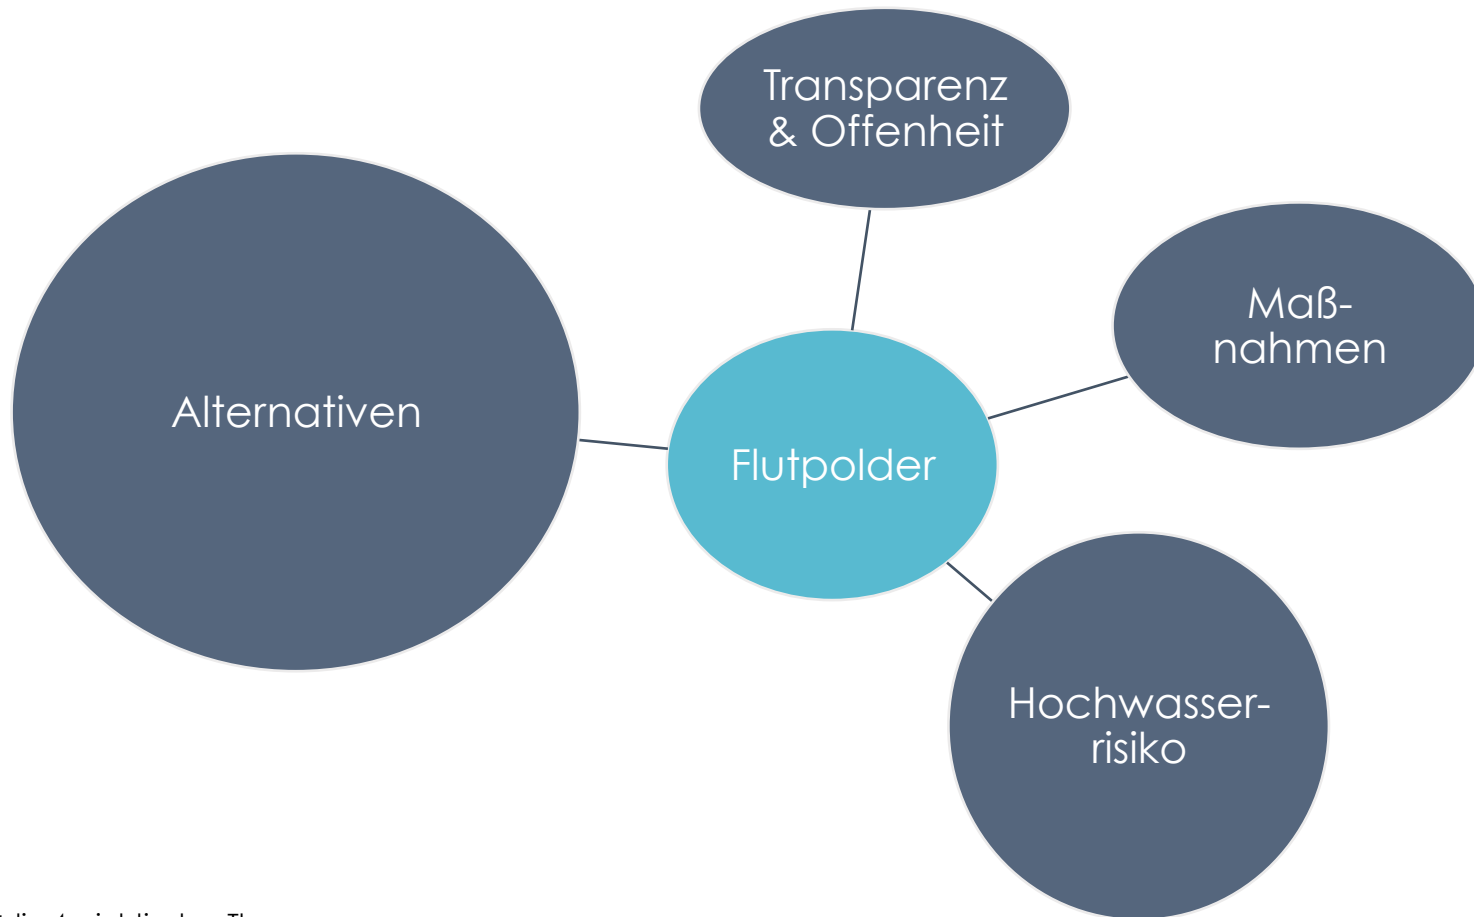 Transparenz
& Offenheit
Maß-
nahmen
Alternativen
Flutpolder
Hochwasser-
risiko